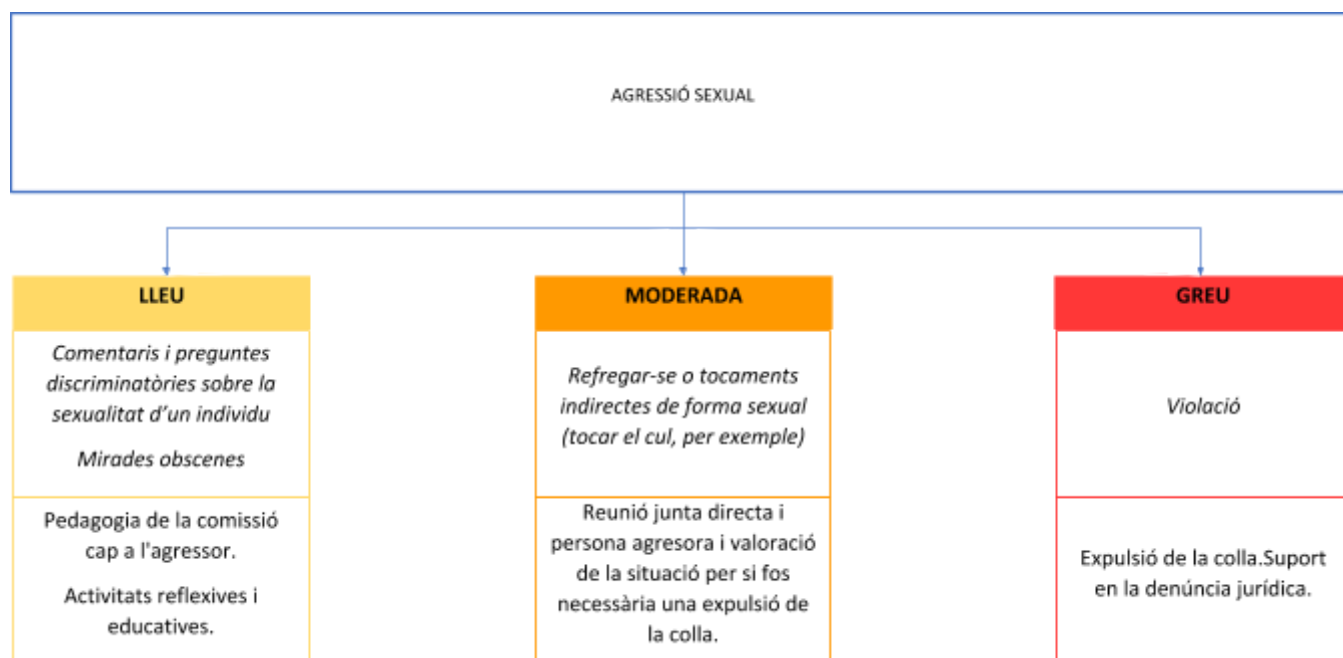 AGRESSIÓ SEXUAL
LLEU
Comentaris i preguntes
discriminatòries sobre la
sexualitat d'un individu
Mirades obscenes
Pedagogia de la comissió
cap a l'agressor.
Activitats reflexives i
educatives.
MODERADA
Refregar-se o tocaments
indirectes de forma sexual
(tocar el cul, per exemple)
Reunió junta directa i
persona agresora i valoració
de la situació per si fos
necessària una expulsió de
la colla.
GREU
Violació
Expulsió de la colla.Suport
en la denúncia jurídica.